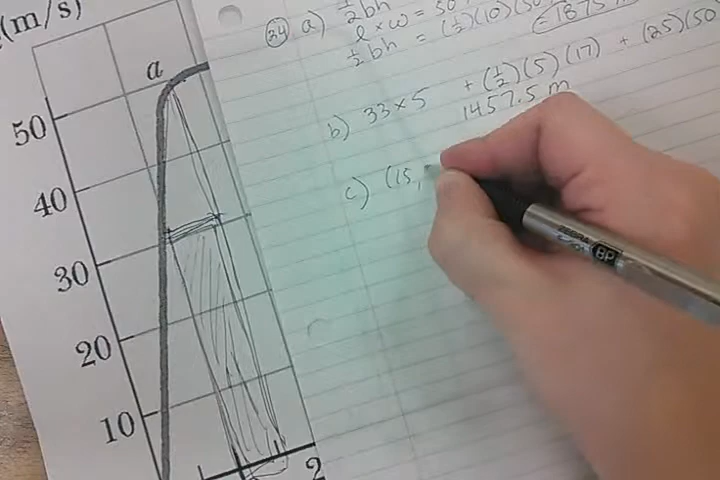 (m/s)
a
50
40
30
20
10
2
34 a) ½bh
l × w = 50
½bh = (½)(10)(50
= 1875 m
b) 33 × 5 + (½)(5)(17) + (25)(50
1457.5 m
c) (15,
BP